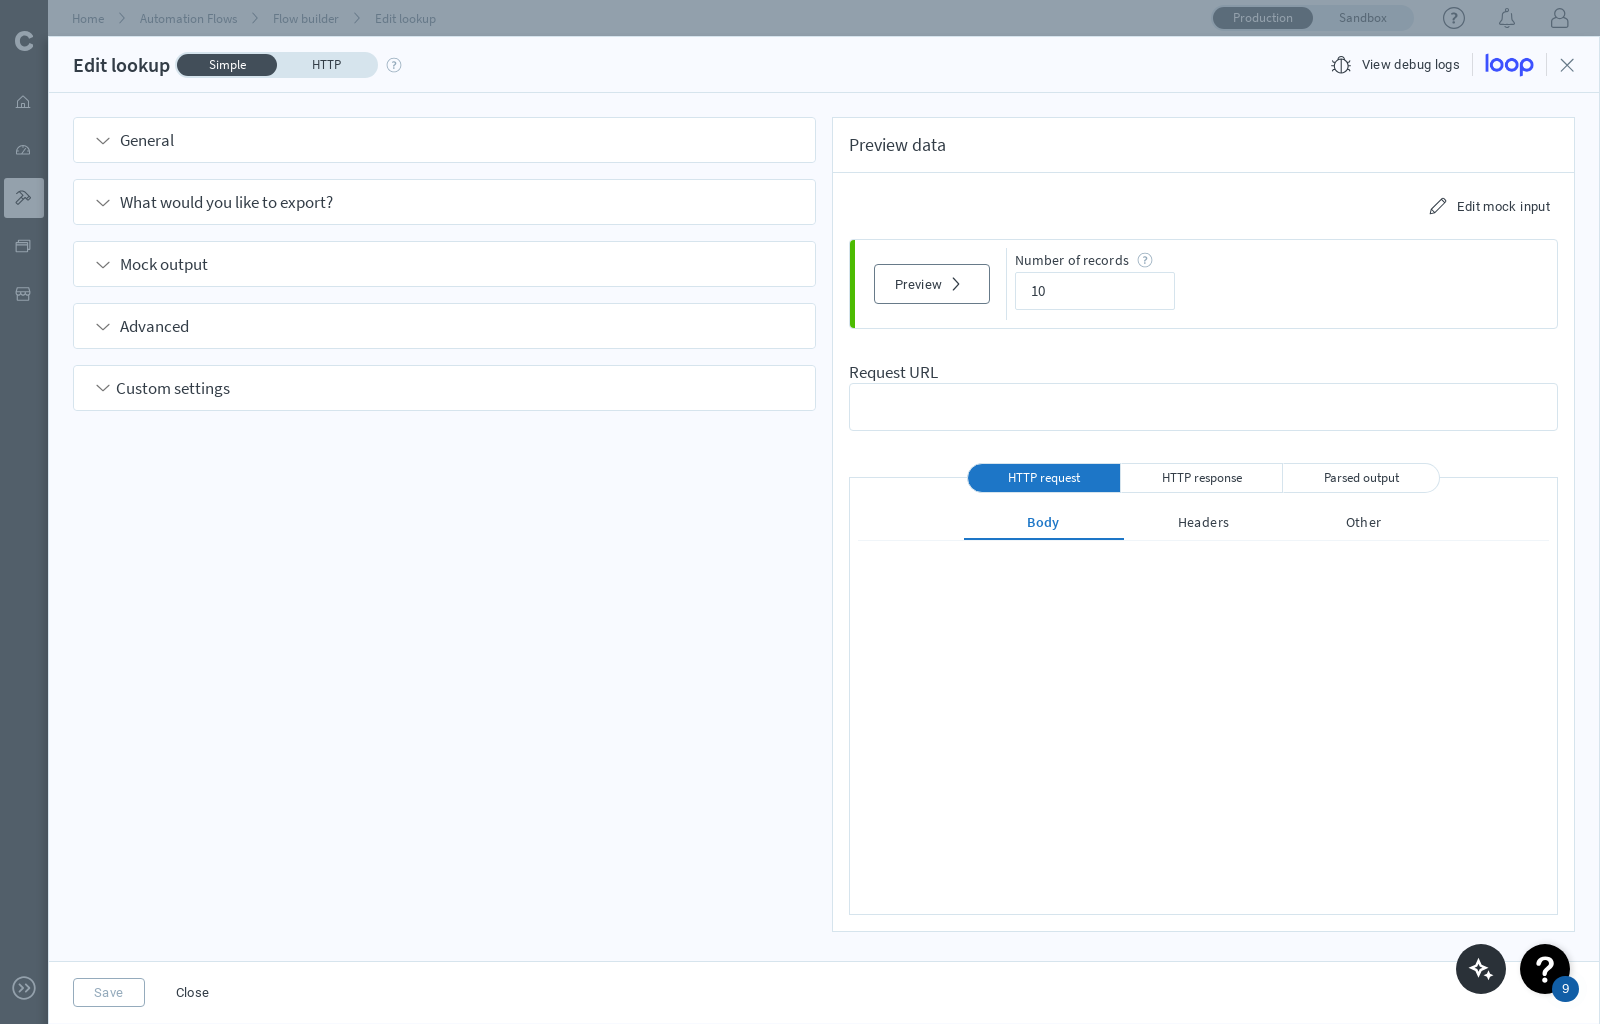 Home
Automation Flows
Flow builder
Edit lookup
Production
Sandbox
C
Edit lookup
Simple
HTTP
View debug logs
loop
General
What would you like to export?
Mock output
Advanced
Custom settings
Preview data
Edit mock input
Preview
Number of records
10
Request URL
HTTP request
HTTP response
Parsed output
Body
Headers
Other
Save
Close
9